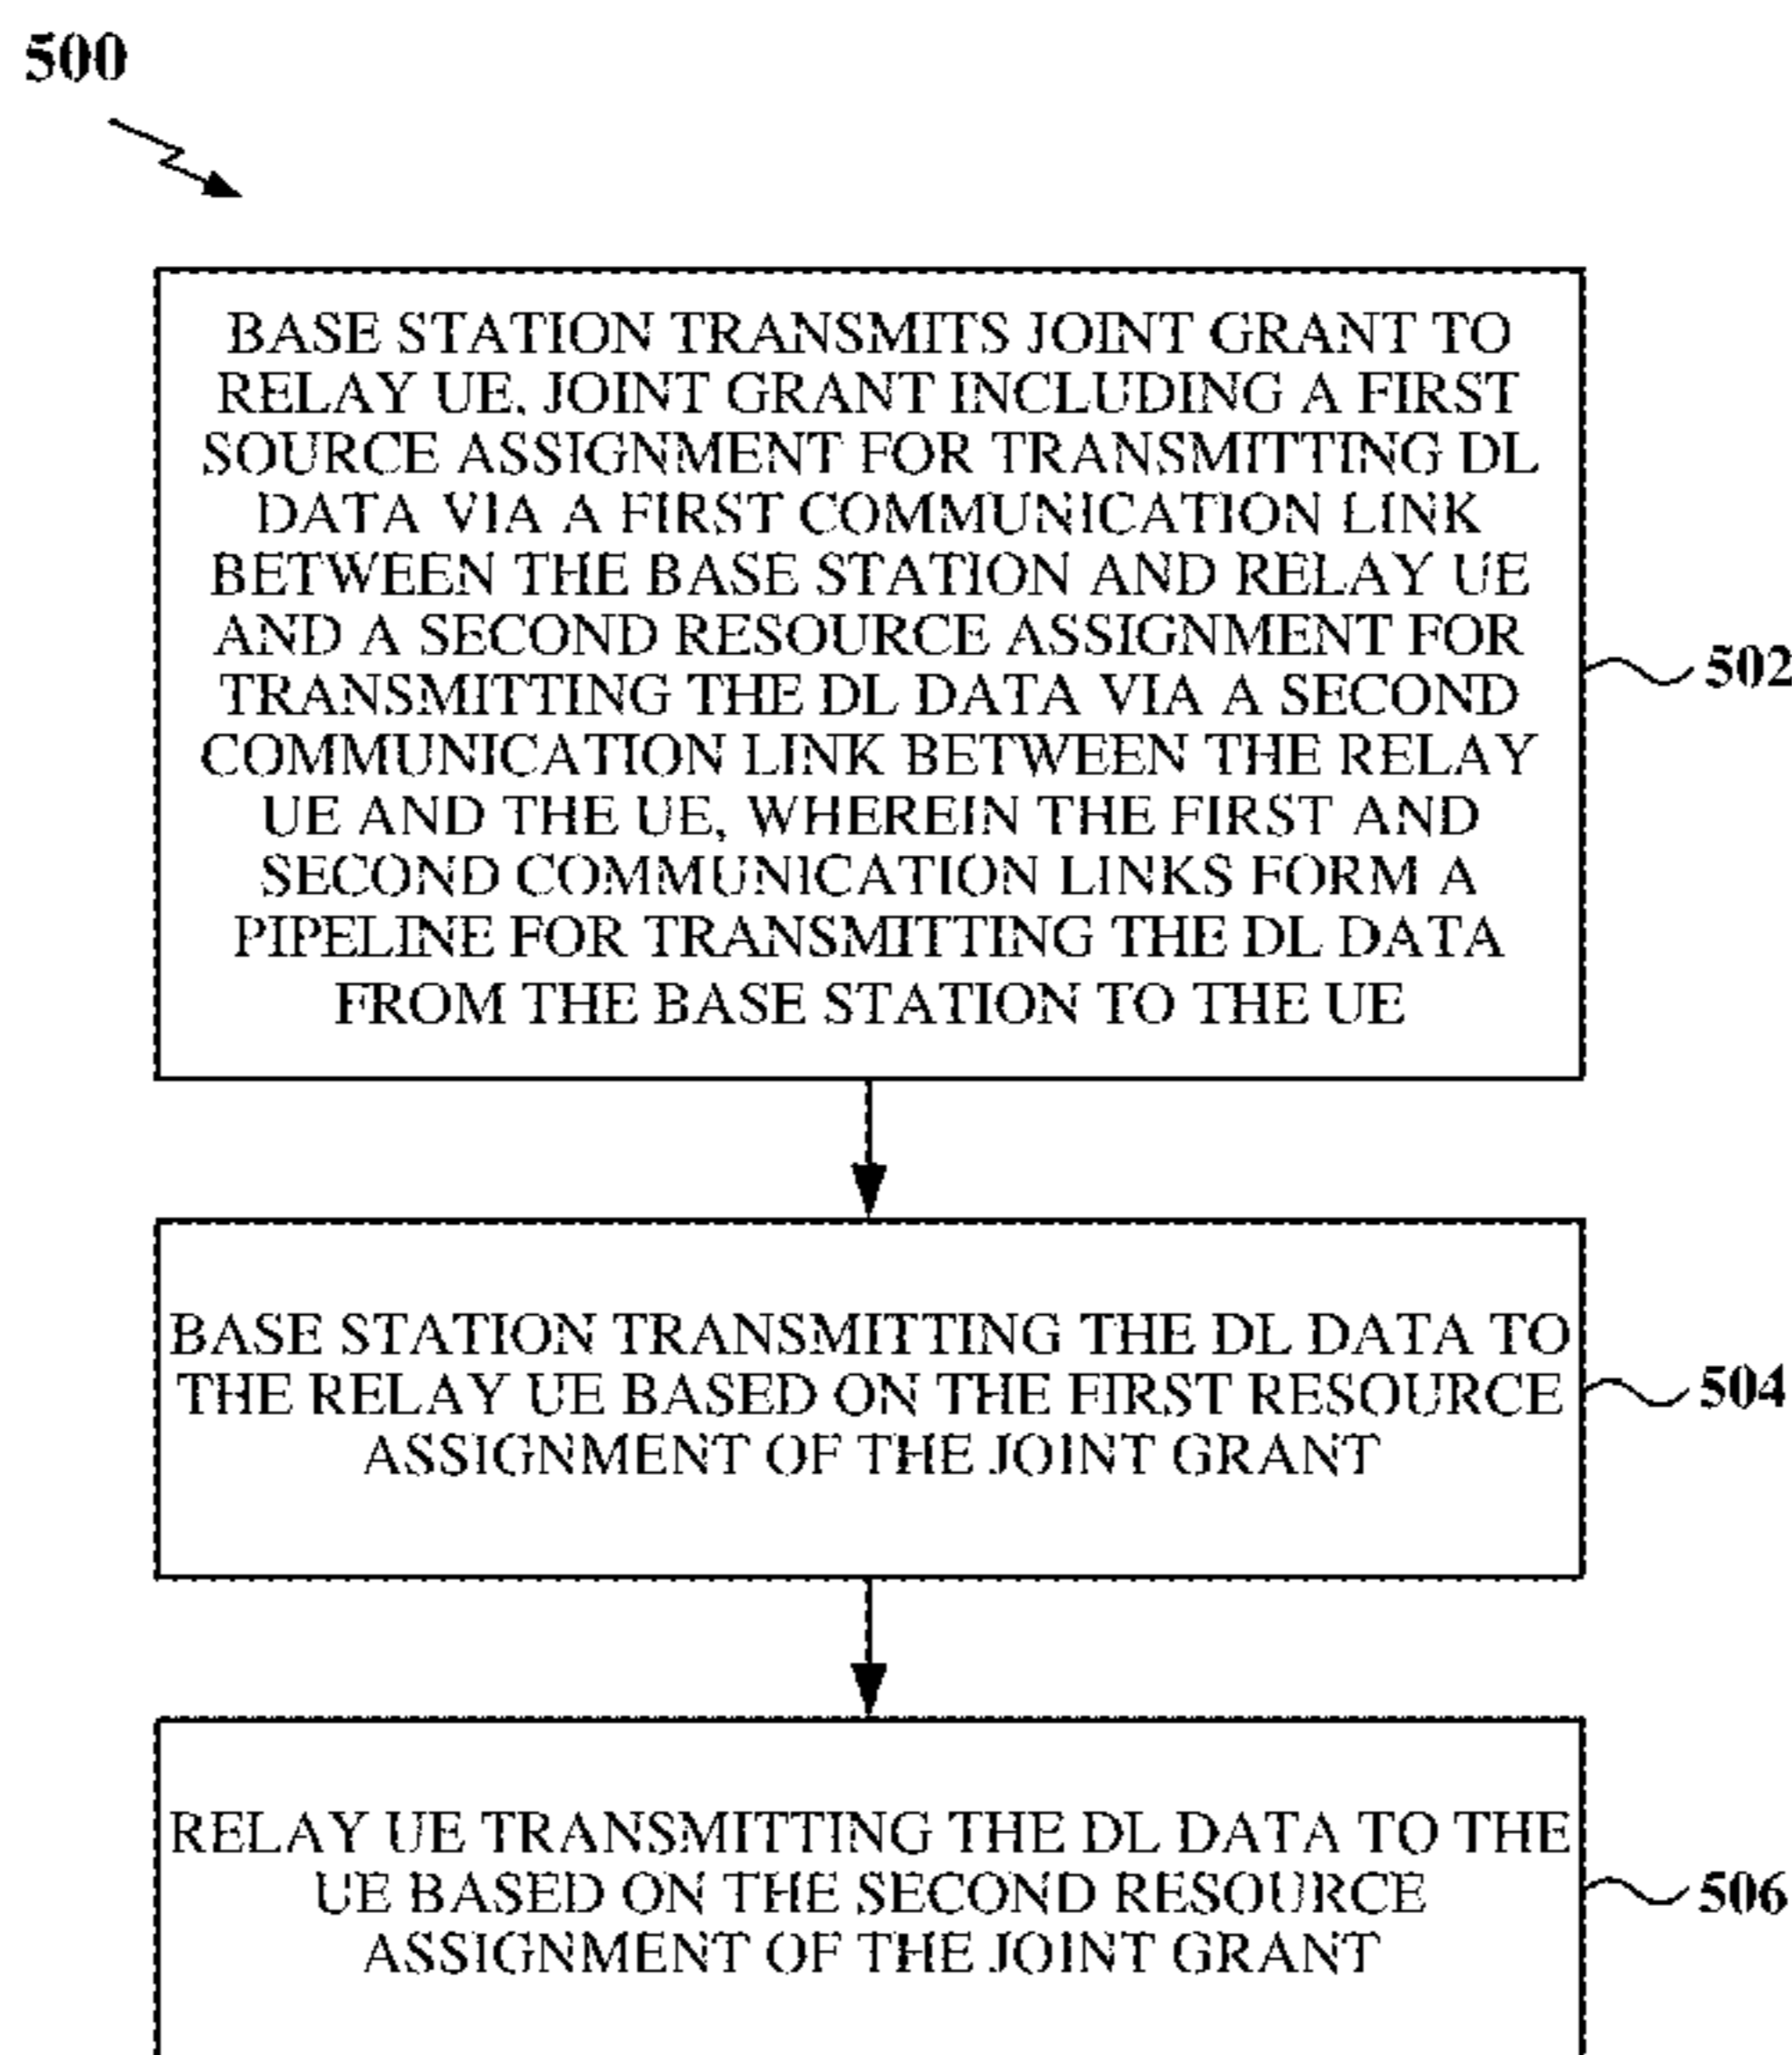 500
BASE STATION TRANSMITS JOINT GRANT TO
RELAY UE, JOINT GRANT INCLUDING A FIRST
SOURCE ASSIGNMENT FOR TRANSMITTING DL
DATA VIA A FIRST COMMUNICATION LINK
BETWEEN THE BASE STATION AND RELAY UE
AND A SECOND RESOURCE ASSIGNMENT FOR
TRANSMITTING THE DL DATA VIA A SECOND
COMMUNICATION LINK BETWEEN THE RELAY
UE AND THE UE, WHEREIN THE FIRST AND
SECOND COMMUNICATION LINKS FORM A
PIPELINE FOR TRANSMITTING THE DL DATA
FROM THE BASE STATION TO THE UE
502
BASE STATION TRANSMITTING THE DL DATA TO
THE RELAY UE BASED ON THE FIRST RESOURCE
ASSIGNMENT OF THE JOINT GRANT
504
RELAY UE TRANSMITTING THE DL DATA TO THE
UE BASED ON THE SECOND RESOURCE
ASSIGNMENT OF THE JOINT GRANT
506